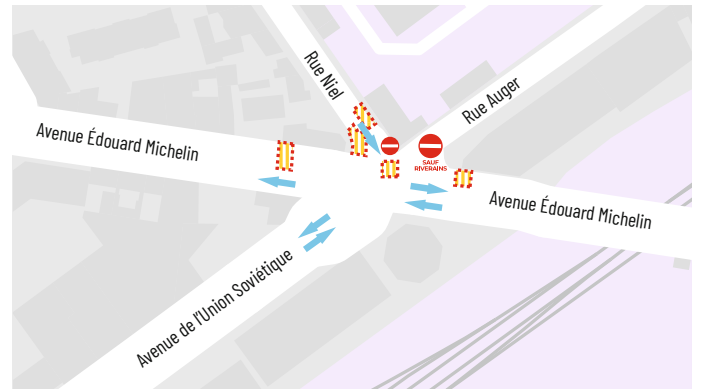 Rue Niel
Rue Auger
Avenue Édouard Michelin
SAUF
RIVERAINS
Avenue Édouard Michelin
Avenue de l'Union Soviétique